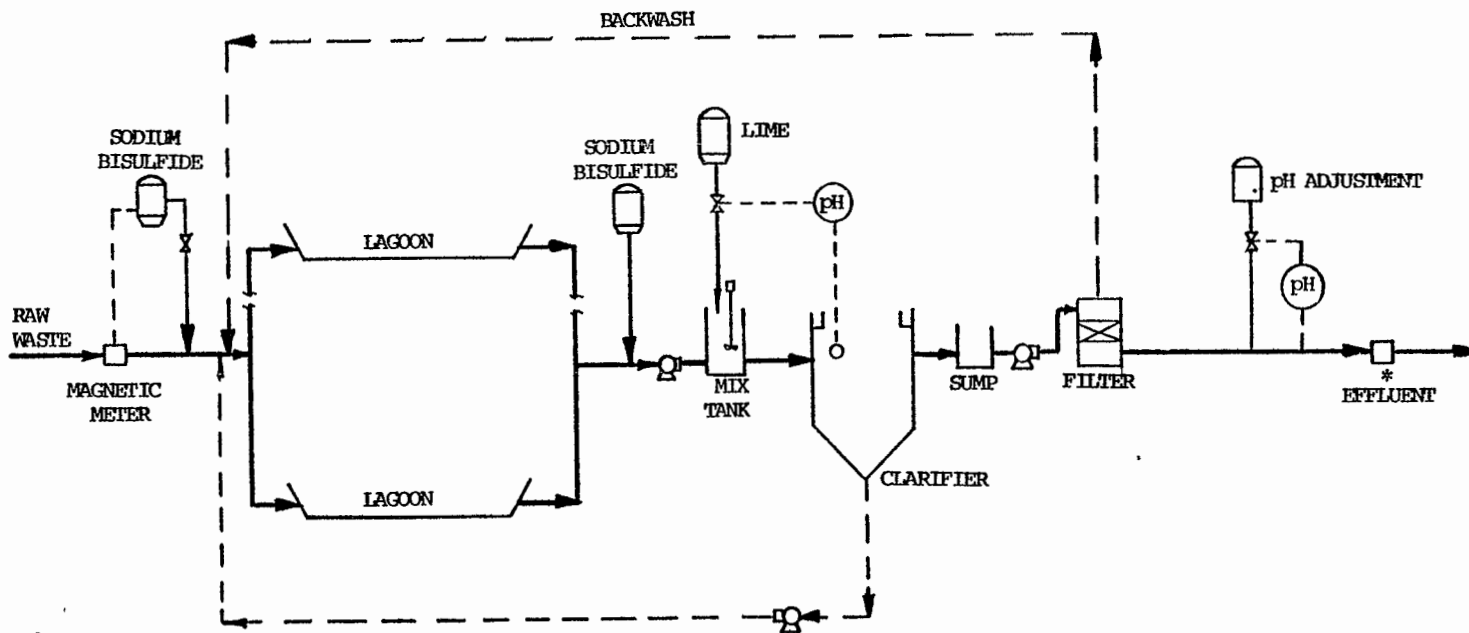 BACKWASH
SODIUM
BISULFIDE
LIME
SODIUM
BISULFIDE
pH
pH ADJUSTMENT
LAGOON
pH
RAW
WASTE
MAGNETIC
METER
MIX
TANK
SUMP
FILTER
*
EFFLUENT
CLARIFIER
LAGOON